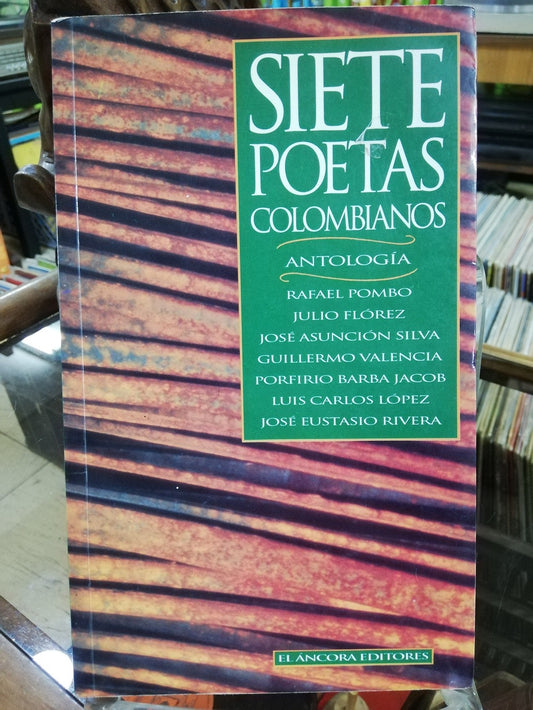 SIETE
POETAS
COLOMBIANOS
ANTOLOGÍA
RAFAEL POMBO
JULIO FLÓREZ
JOSÉ ASUNCIÓN SILVA
GUILLERMO VALENCIA
PORFIRIO BARBA JACOB
LUIS CARLOS LÓPEZ
JOSÉ EUSTASIO RIVERA
EL ÁNCORA EDITORES